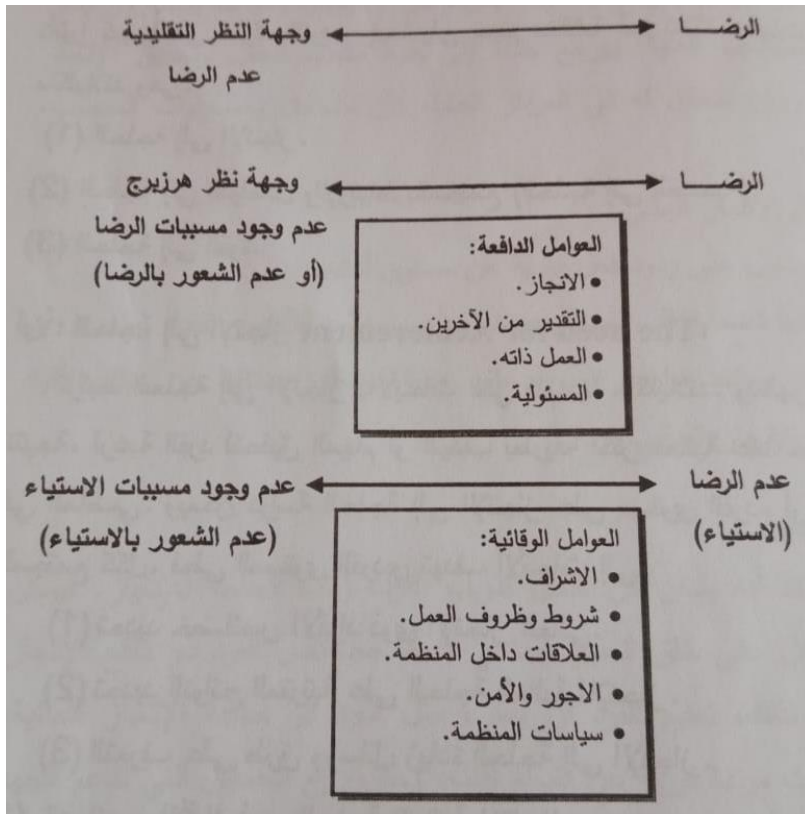 الرضـــا
وجهة النظر التقليدية
عدم الرضا
الرضـــا
وجهة نظر هرزبرج
عدم وجود مسببات الرضا
(أو عدم الشعور بالرضا)
العوامل الدافعة:
• الانجاز.
• التقدير من الآخرين.
• العمل ذاته.
• المسئولية.
عدم الرضا
(الاستياء)
عدم وجود مسببات الاستياء
(عدم الشعور بالاستياء)
العوامل الوقائية:
• الاشراف.
• شروط وظروف العمل.
• العلاقات داخل المنظمة.
• الاجور والأمن.
• سياسات المنظمة.